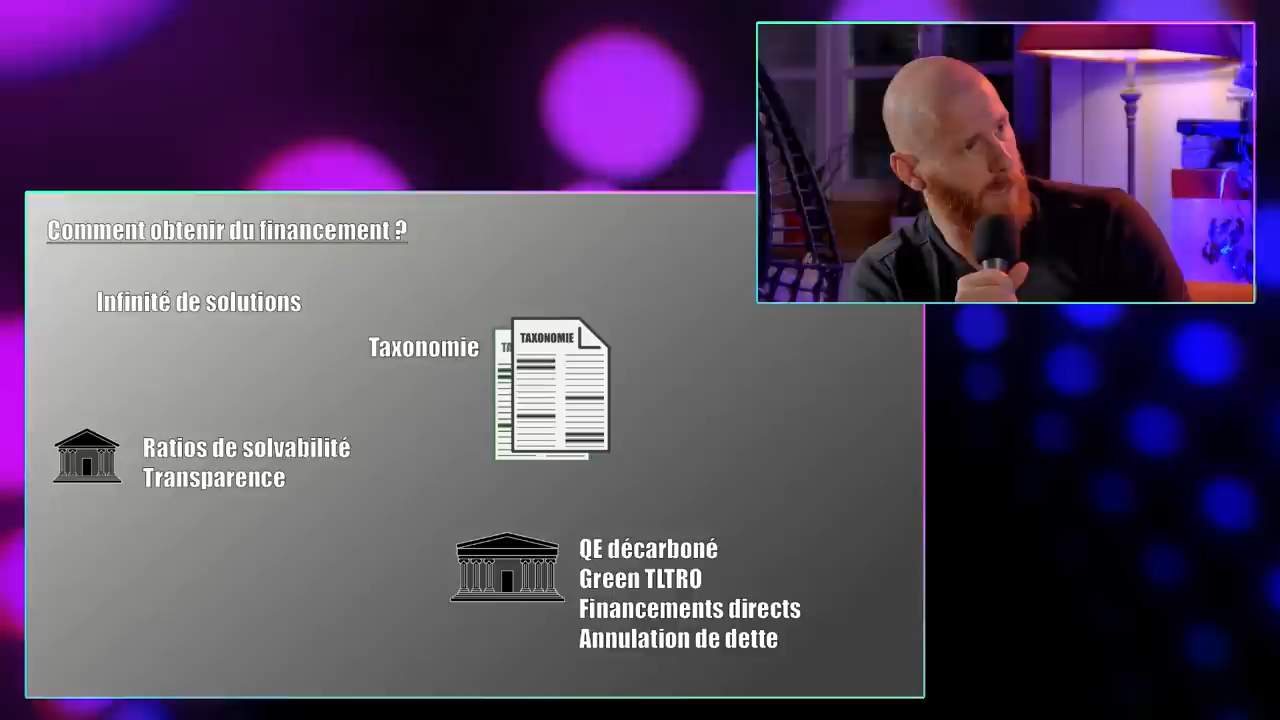 Comment obtenir du financement ?
Infinité de solutions
Taxonomie
TA
TAXONOMIE
Ratios de solvabilité
Transparence
QE décarboné
Green TLTRO
Financements directs
Annulation de dette